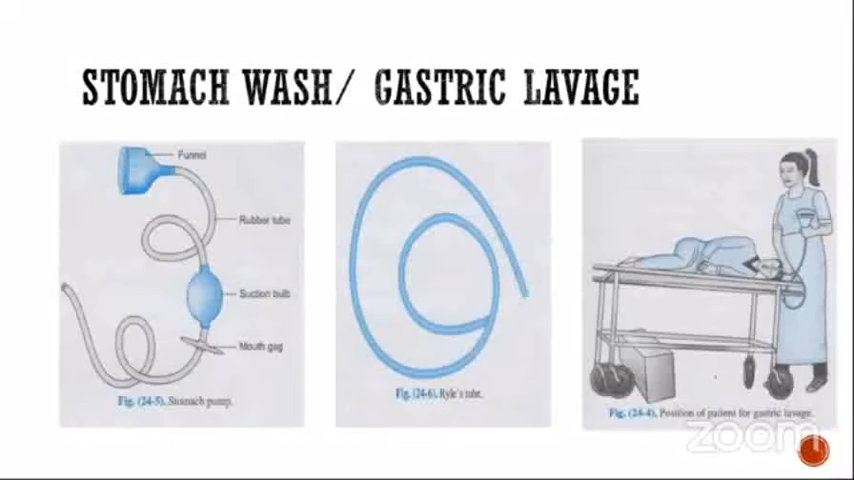 STOMACH WASH/ GASTRIC LAVAGE
Funnel
Rubber tube
Suction bulb
Mouth gag
Fig. (24-5). Stomach pump.
Fig. (24-6). Ryle's tube.
Fig. (24-4). Position of patient for gastric lavage.
zoom